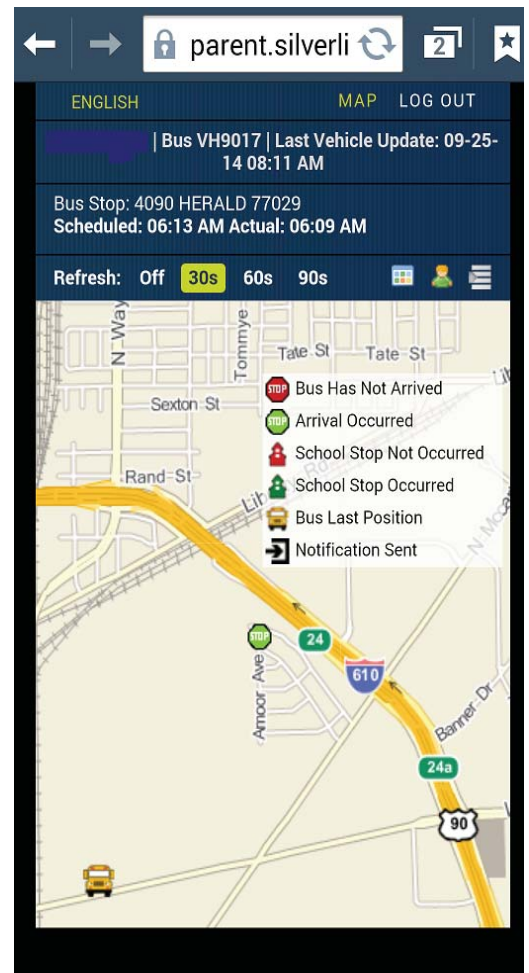 parent.silverli
2
ENGLISH
MAP LOG OUT
| Bus VH9017 | Last Vehicle Update: 09-25-
14 08:11 AM
Bus Stop: 4090 HERALD 77029
Scheduled: 06:13 AM Actual: 06:09 AM
Refresh: Off 30s 60s 90s
N Way
Tommye
Tate St
Tate St
Sexton St
Rand St
STOP Bus Has Not Arrived
STOP Arrival Occurred
School Stop Not Occurred
School Stop Occurred
Bus Last Position
Notification Sent
STOP
24
610
Amoor Ave
Banner Dr
24a
90